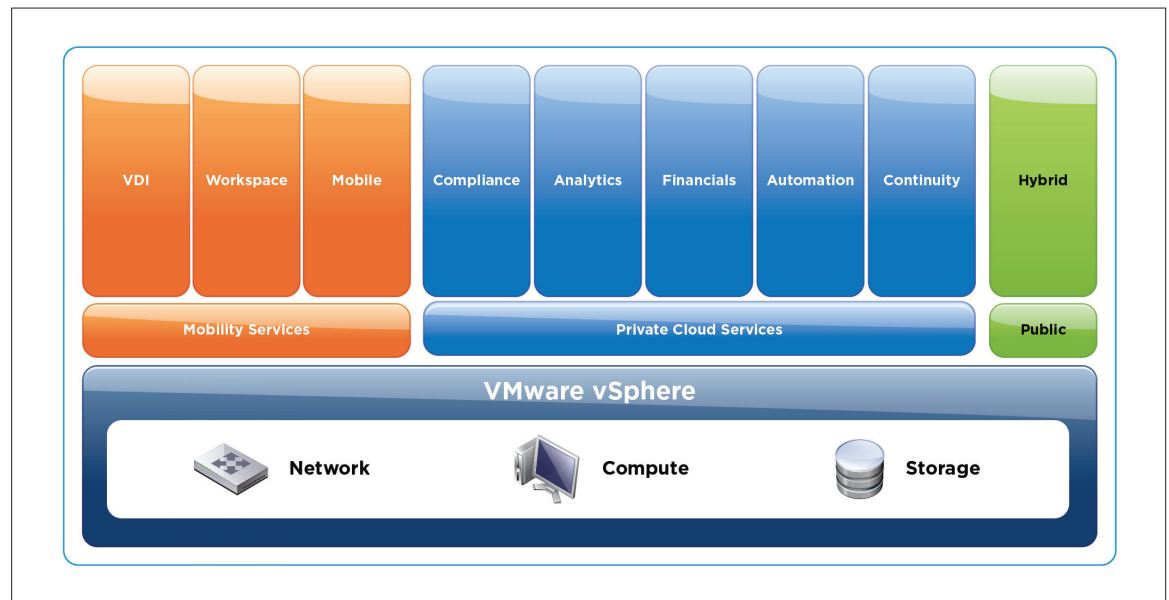 VDI
Workspace
Mobile
Compliance
Analytics
Financials
Automation
Continuity
Hybrid
Mobility Services
Private Cloud Services
Public
VMware vSphere
Network
Compute
Storage